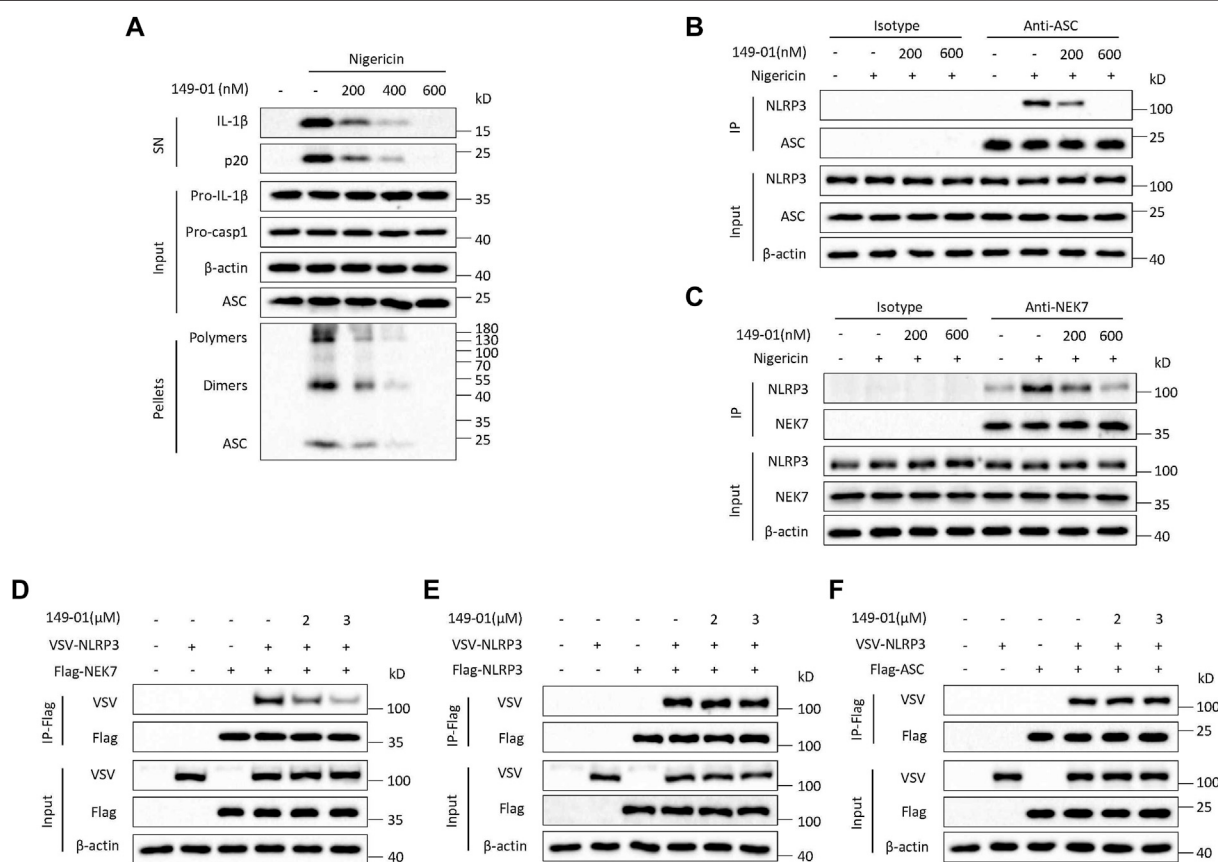 A
Nigericin
149-01 (nM) - - 200 400 600
kD
SN
IL-1β
15
p20
25
Input
Pro-IL-1β
35
Pro-casp1
40
β-actin
40
ASC
25
Pellets
Polymers
180
130
100
70
Dimers
55
40
35
ASC
25
B
Isotype Anti-ASC
149-01(nM) - - 200 600 - - 200 600
Nigericin - + + + - + + + kD
IP
NLRP3
100
ASC
25
Input
NLRP3
100
ASC
25
β-actin
40
C
Isotype Anti-NEK7
149-01(nM) - - 200 600 - - 200 600
Nigericin - + + + - + + + kD
IP
NLRP3
100
NEK7
35
Input
NLRP3
100
NEK7
35
β-actin
40
D
149-01(μM) - - - - 2 3
VSV-NLRP3 - + - + + +
Flag-NEK7 - - + + + + kD
IP-Flag
VSV
100
Flag
35
Input
VSV
100
Flag
35
β-actin
40
E
149-01(μM) - - - - 2 3
VSV-NLRP3 - + - + + +
Flag-NLRP3 - - + + + + kD
IP-Flag
VSV
100
Flag
100
Input
VSV
100
Flag
100
β-actin
40
F
149-01(μM) - - - - 2 3
VSV-NLRP3 - + - + + +
Flag-ASC - - + + + + kD
IP-Flag
VSV
100
Flag
25
Input
VSV
100
Flag
25
β-actin
40